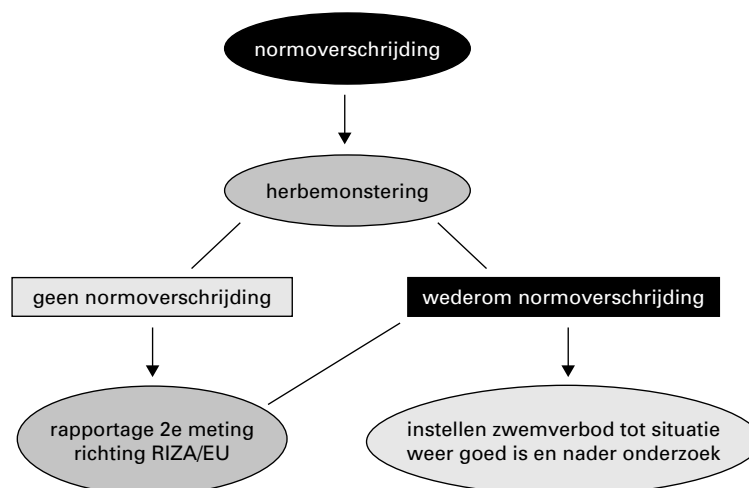 normoverschrijding
herbemonstering
geen normoverschrijding
wederom normoverschrijding
rapportage 2e meting
richting RIZA/EU
instellen zwemverbod tot situatie
weer goed is en nader onderzoek